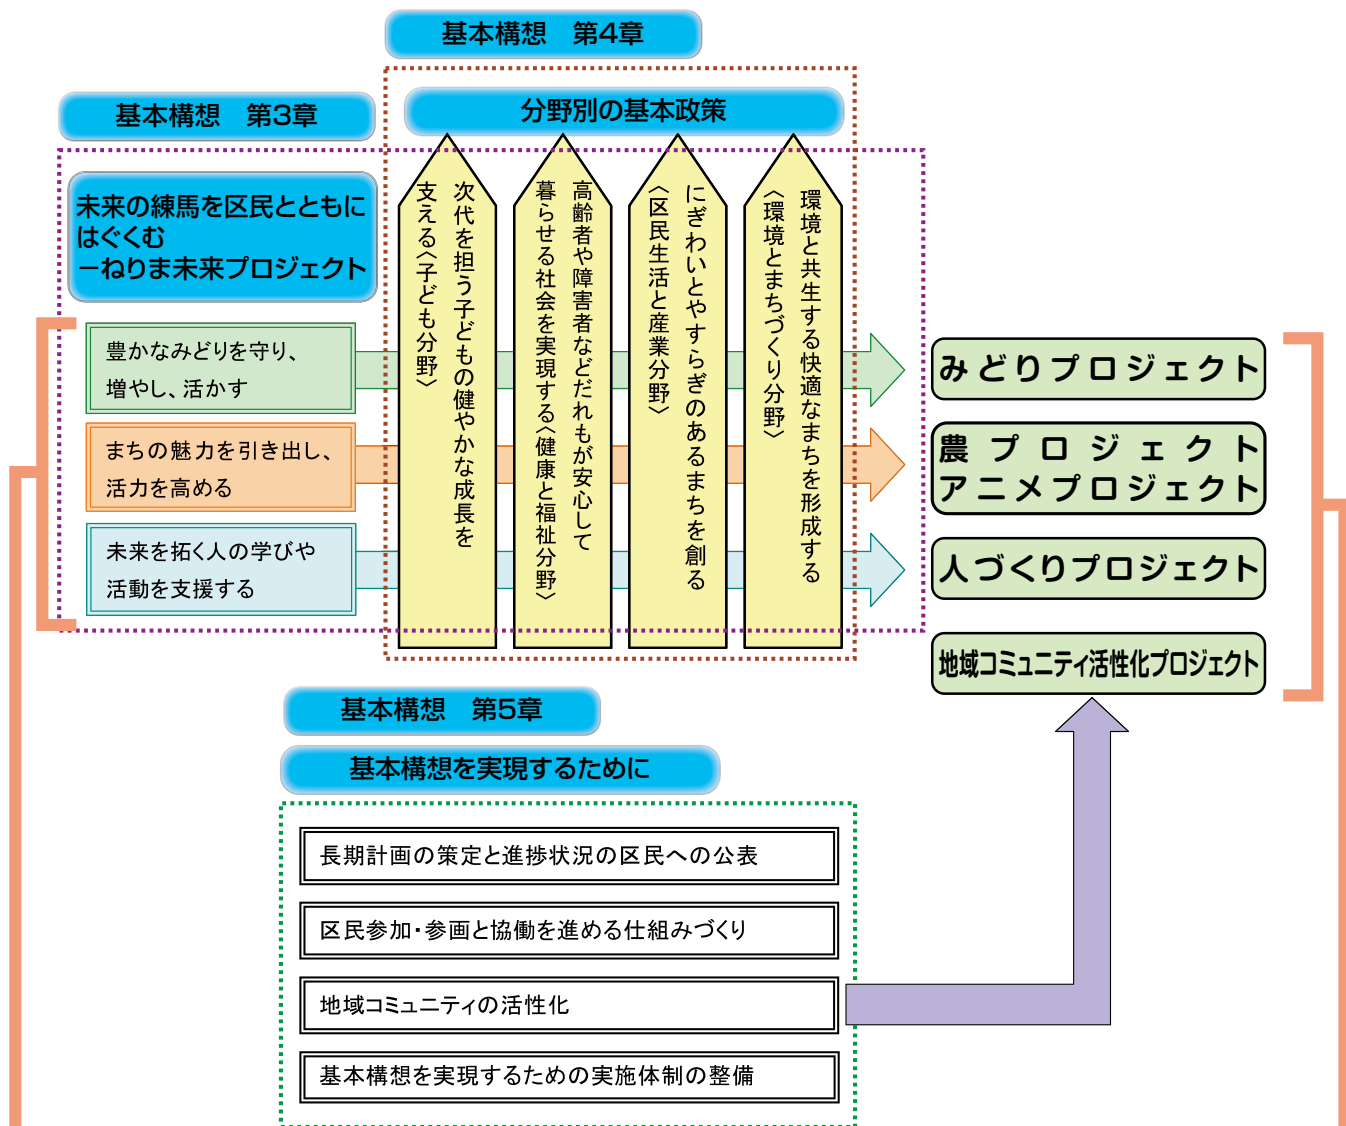 基本構想　第4章
分野別の基本政策
基本構想　第3章
未来の練馬を区民とともに
はぐくむ
－ねりま未来プロジェクト
豊かなみどりを守り、
増やし、活かす
まちの魅力を引き出し、
活力を高める
未来を拓く人の学びや
活動を支援する
次代を担う子どもの健やかな成長を
支える〈子ども分野〉
高齢者や障害者などだれもが安心して
暮らせる社会を実現する〈健康と福祉分野〉
にぎわいとやすらぎのあるまちを創る
〈区民生活と産業分野〉
環境と共生する快適なまちを形成する
〈環境とまちづくり分野〉
みどりプロジェクト
農プロジェクト
アニメプロジェクト
人づくりプロジェクト
地域コミュニティ活性化プロジェクト
基本構想　第5章
基本構想を実現するために
長期計画の策定と進捗状況の区民への公表
区民参加・参画と協働を進める仕組みづくり
地域コミュニティの活性化
基本構想を実現するための実施体制の整備